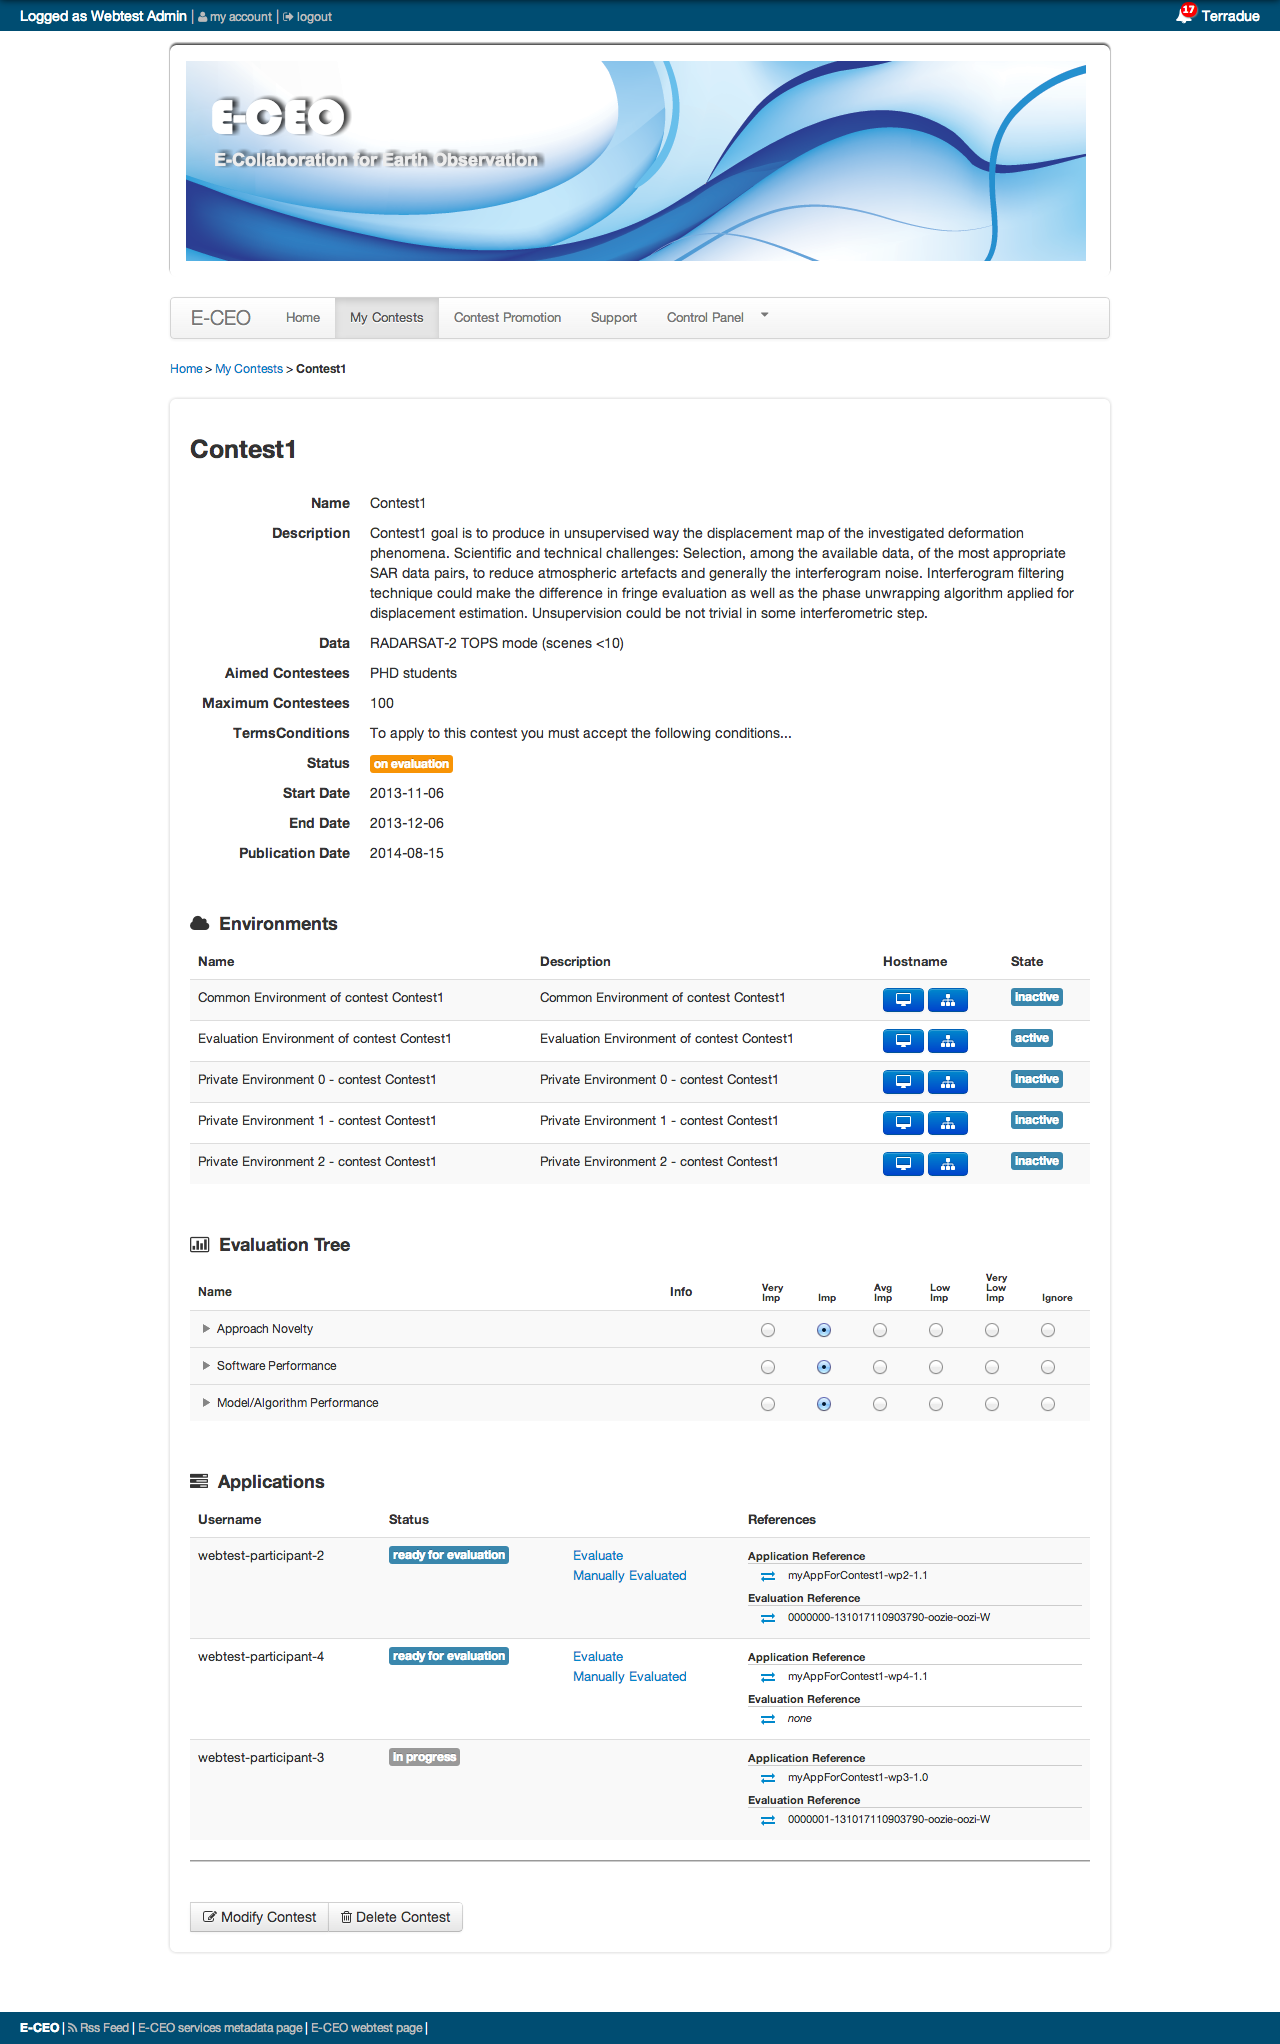 Logged as Webtest Admin | my account | logout
17 Terradue
E-CEO
E-Collaboration for Earth Observation
E-CEO Home My Contests Contest Promotion Support Control Panel
Home > My Contests > Contest1
Contest1
Name Contest1
Description Contest1 goal is to produce in unsupervised way the displacement map of the investigated deformation
phenomena. Scientific and technical challenges: Selection, among the available data, of the most appropriate
SAR data pairs, to reduce atmospheric artefacts and generally the interferogram noise. Interferogram filtering
technique could make the difference in fringe evaluation as well as the phase unwrapping algorithm applied for
displacement estimation. Unsupervision could be not trivial in some interferometric step.
Data RADARSAT-2 TOPS mode (scenes <10)
Aimed Contestees PHD students
Maximum Contestees 100
TermsConditions To apply to this contest you must accept the following conditions...
Status on evaluation
Start Date 2013-11-06
End Date 2013-12-06
Publication Date 2014-08-15
Environments
Name Description Hostname State
Common Environment of contest Contest1 Common Environment of contest Contest1 Inactive
Evaluation Environment of contest Contest1 Evaluation Environment of contest Contest1 active
Private Environment 0 - contest Contest1 Private Environment 0 - contest Contest1 Inactive
Private Environment 1 - contest Contest1 Private Environment 1 - contest Contest1 Inactive
Private Environment 2 - contest Contest1 Private Environment 2 - contest Contest1 Inactive
Evaluation Tree
Name Info Very Imp Imp Avg Imp Low Imp Very Low Imp Ignore
Approach Novelty
Software Performance
Model/Algorithm Performance
Applications
Username Status References
webtest-participant-2 ready for evaluation Evaluate Application Reference
Manually Evaluated myAppForContest1-wp2-1.1
Evaluation Reference
0000000-131017110903790-oozie-oozi-W
webtest-participant-4 ready for evaluation Evaluate Application Reference
Manually Evaluated myAppForContest1-wp4-1.1
Evaluation Reference
none
webtest-participant-3 In progress Application Reference
myAppForContest1-wp3-1.0
Evaluation Reference
0000001-131017110903790-oozie-oozi-W
Modify Contest Delete Contest
E-CEO | Rss Feed | E-CEO services metadata page | E-CEO webtest page |